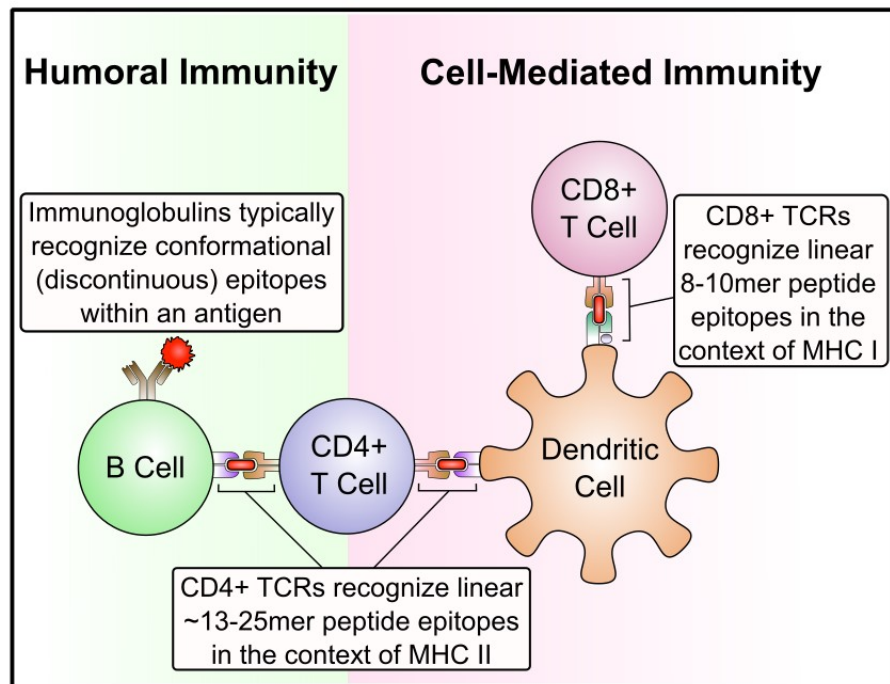 Humoral Immunity
Cell-Mediated Immunity
Immunoglobulins typically
recognize conformational
(discontinuous) epitopes
within an antigen
CD8+
T Cell
CD8+ TCRs
recognize linear
8-10mer peptide
epitopes in the
context of MHC I
B Cell
CD4+
T Cell
Dendritic
Cell
CD4+ TCRs recognize linear
~13-25mer peptide epitopes
in the context of MHC II